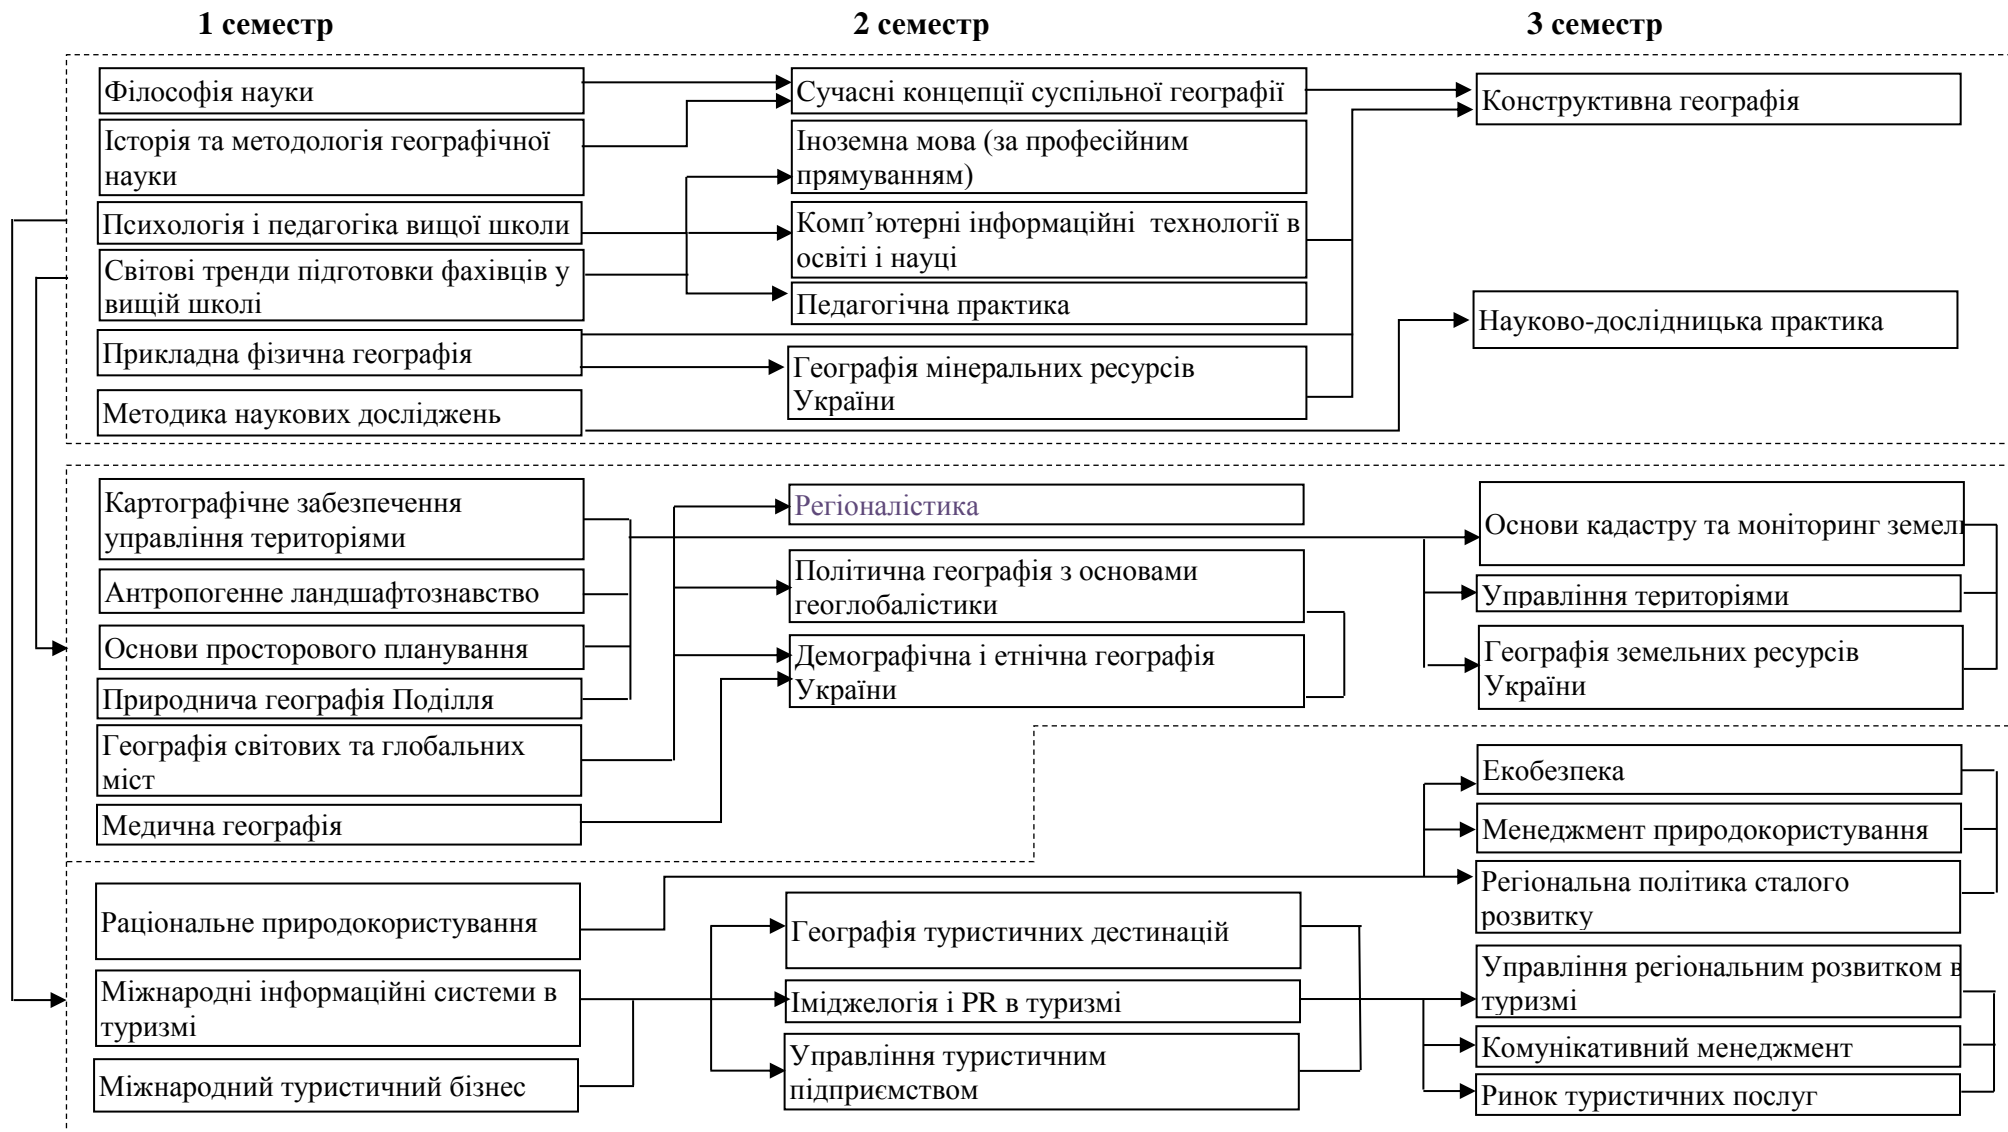 1 семестр
2 семестр
3 семестр
Філософія науки
Історія та методологія географічної
науки
Психологія і педагогіка вищої школи
Світові тренди підготовки фахівців у
вищій школі
Прикладна фізична географія
Методика наукових досліджень
Сучасні концепції суспільної географії
Іноземна мова (за професійним
прямуванням)
Комп’ютерні інформаційні технології в
освіті і науці
Педагогічна практика
Географія мінеральних ресурсів
України
Конструктивна географія
Науково-дослідницька практика
Картографічне забезпечення
управління територіями
Антропогенне ландшафтознавство
Основи просторового планування
Природнича географія Поділля
Географія світових та глобальних
міст
Медична географія
Регіоналістика
Політична географія з основами
геоглобалістики
Демографічна і етнічна географія
України
Основи кадастру та моніторинг земель
Управління територіями
Географія земельних ресурсів
України
Раціональне природокористування
Міжнародні інформаційні системи в
туризмі
Міжнародний туристичний бізнес
Географія туристичних дестинацій
Іміджелогія і PR в туризмі
Управління туристичним
підприємством
Екобезпека
Менеджмент природокористування
Регіональна політика сталого
розвитку
Управління регіональним розвитком в
туризмі
Комунікативний менеджмент
Ринок туристичних послуг